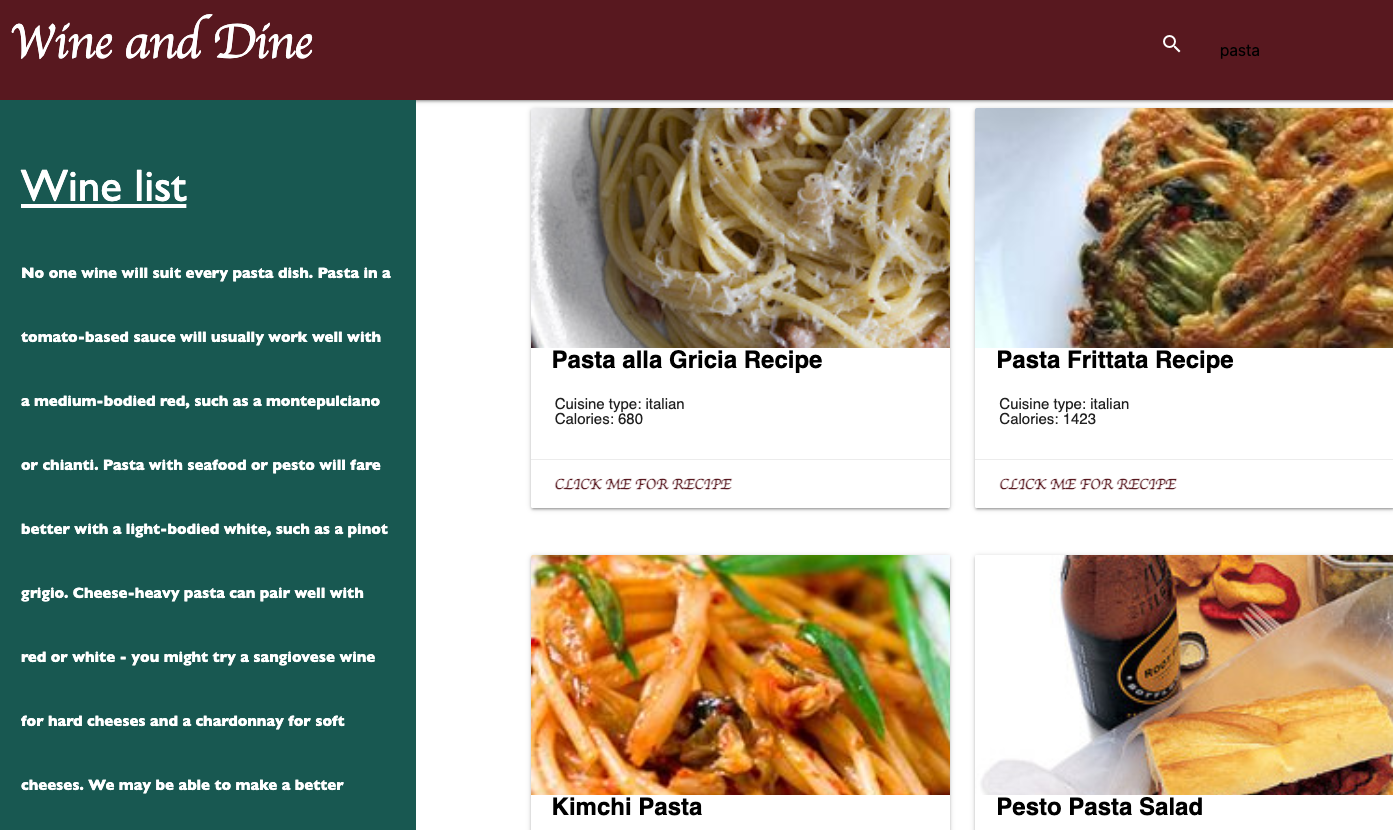 Wine and Dine
pasta
Wine list
No one wine will suit every pasta dish. Pasta in a
tomato-based sauce will usually work well with
a medium-bodied red, such as a montepulciano
or chianti. Pasta with seafood or pesto will fare
better with a light-bodied white, such as a pinot
grigio. Cheese-heavy pasta can pair well with
red or white - you might try a sangiovese wine
for hard cheeses and a chardonnay for soft
cheeses. We may be able to make a better
Pasta alla Gricia Recipe
Cuisine type: italian
Calories: 680
CLICK ME FOR RECIPE
Pasta Frittata Recipe
Cuisine type: italian
Calories: 1423
CLICK ME FOR RECIPE
Kimchi Pasta
Pesto Pasta Salad